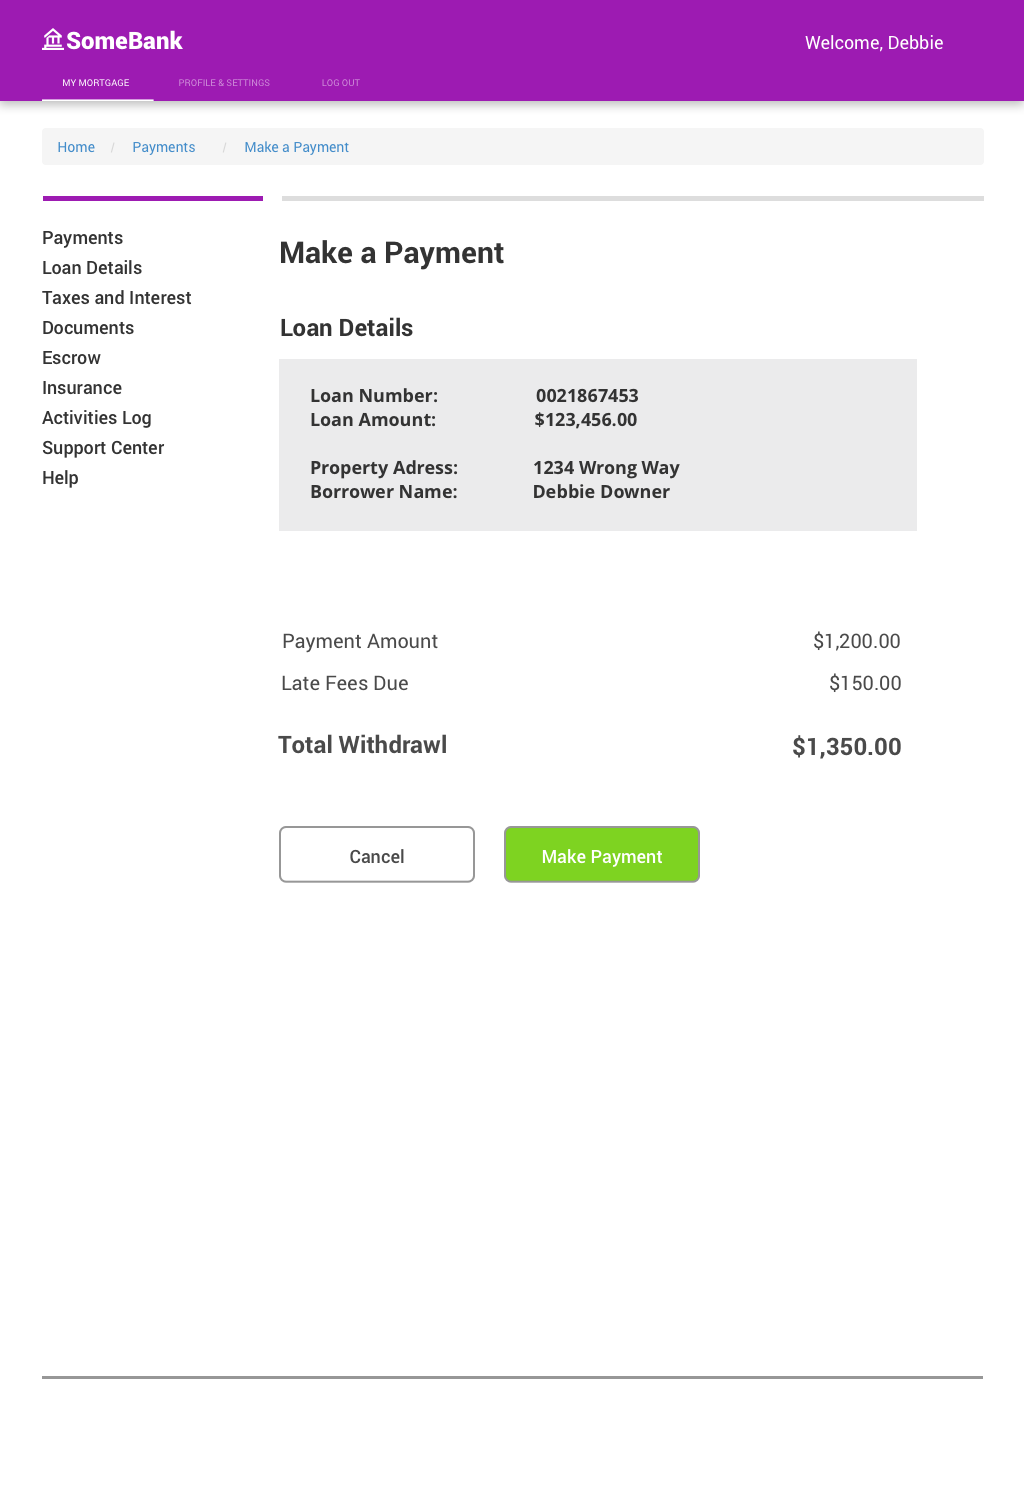 SomeBank
Welcome, Debbie
MY MORTGAGE PROFILE & SETTINGS LOG OUT
Home / Payments / Make a Payment
Payments
Loan Details
Taxes and Interest
Documents
Escrow
Insurance
Activities Log
Support Center
Help
Make a Payment
Loan Details
Loan Number: 0021867453
Loan Amount: $123,456.00
Property Adress: 1234 Wrong Way
Borrower Name: Debbie Downer
Payment Amount $1,200.00
Late Fees Due $150.00
Total Withdrawl $1,350.00
Cancel Make Payment